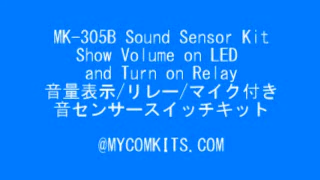 MK-305B Sound Sensor Kit
Show Volume on LED
and Turn on Relay
音量表示/リレー/マイク付き
音センサースイッチキット
@MYCOMKITS.COM